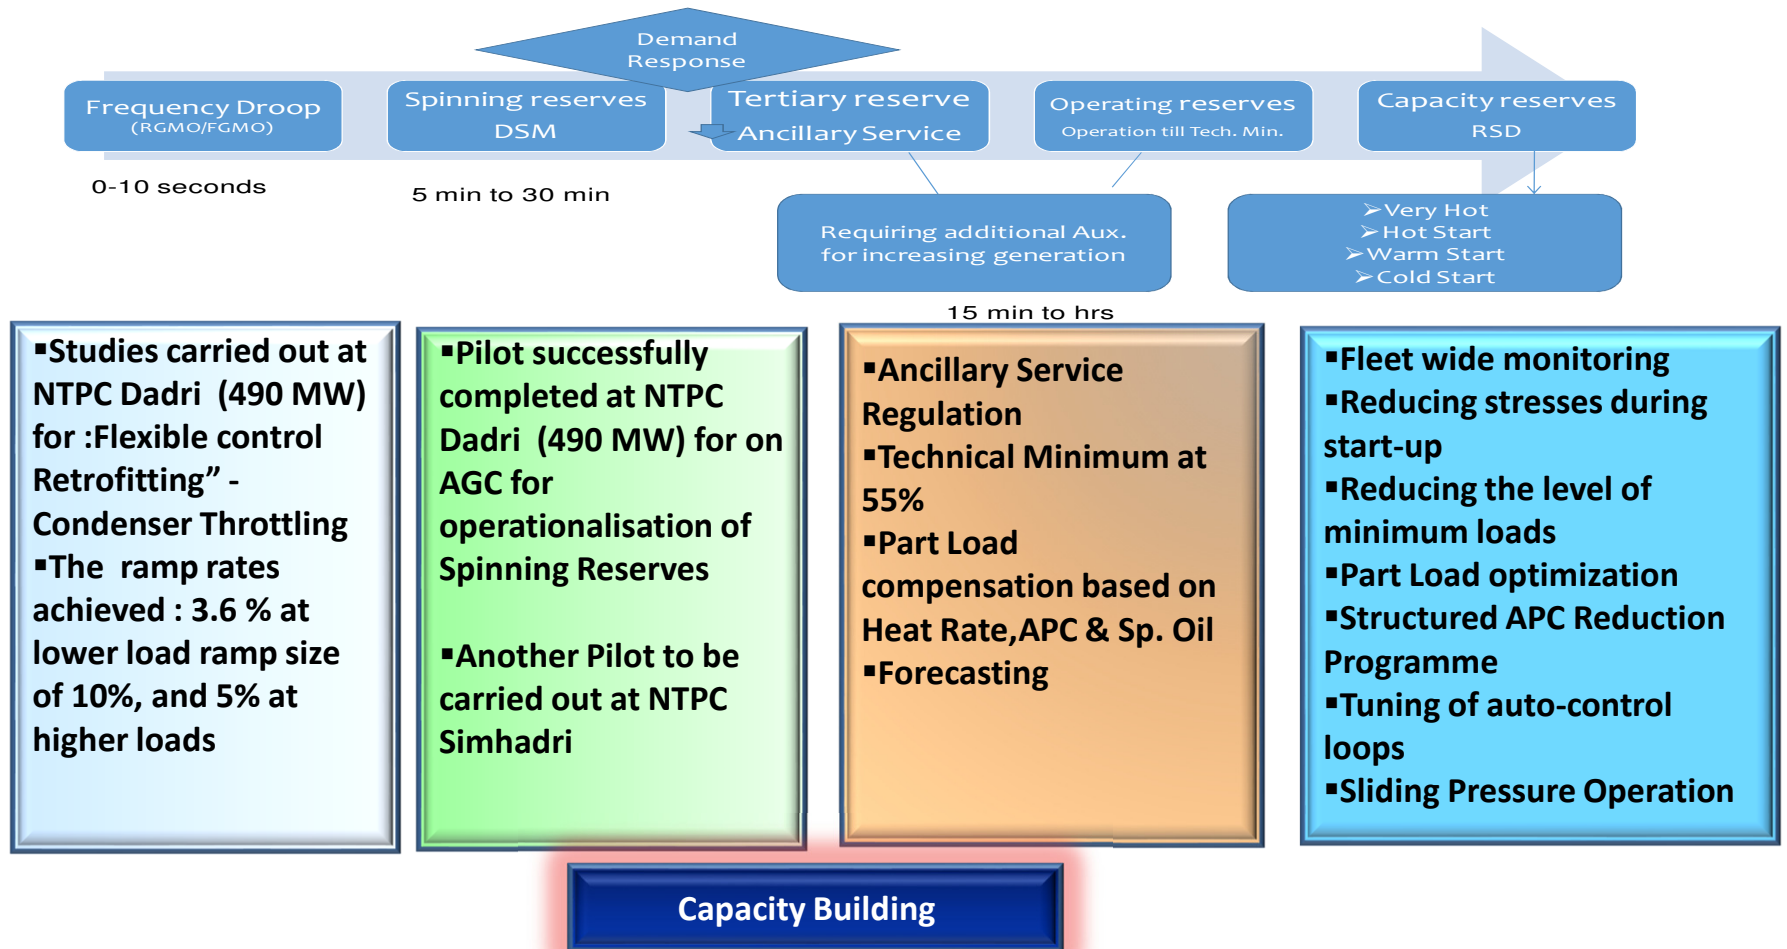 Demand
Response
Frequency Droop
(RGMO/FGMO)
Spinning reserves
DSM
Tertiary reserve
Ancillary Service
Operating reserves
Operation till Tech. Min.
Capacity reserves
RSD
0-10 seconds
5 min to 30 min
Requiring additional Aux.
for increasing generation
➢Very Hot
➢Hot Start
➢Warm Start
➢Cold Start
15 min to hrs
▪Studies carried out at
NTPC Dadri (490 MW)
for :Flexible control
Retrofitting” -
Condenser Throttling
▪The ramp rates
achieved : 3.6 % at
lower load ramp size
of 10%, and 5% at
higher loads
▪Pilot successfully
completed at NTPC
Dadri (490 MW) for on
AGC for
operationalisation of
Spinning Reserves
▪Another Pilot to be
carried out at NTPC
Simhadri
▪Ancillary Service
Regulation
▪Technical Minimum at
55%
▪Part Load
compensation based on
Heat Rate,APC & Sp. Oil
▪Forecasting
▪Fleet wide monitoring
▪Reducing stresses during
start-up
▪Reducing the level of
minimum loads
▪Part Load optimization
▪Structured APC Reduction
Programme
▪Tuning of auto-control
loops
▪Sliding Pressure Operation
Capacity Building